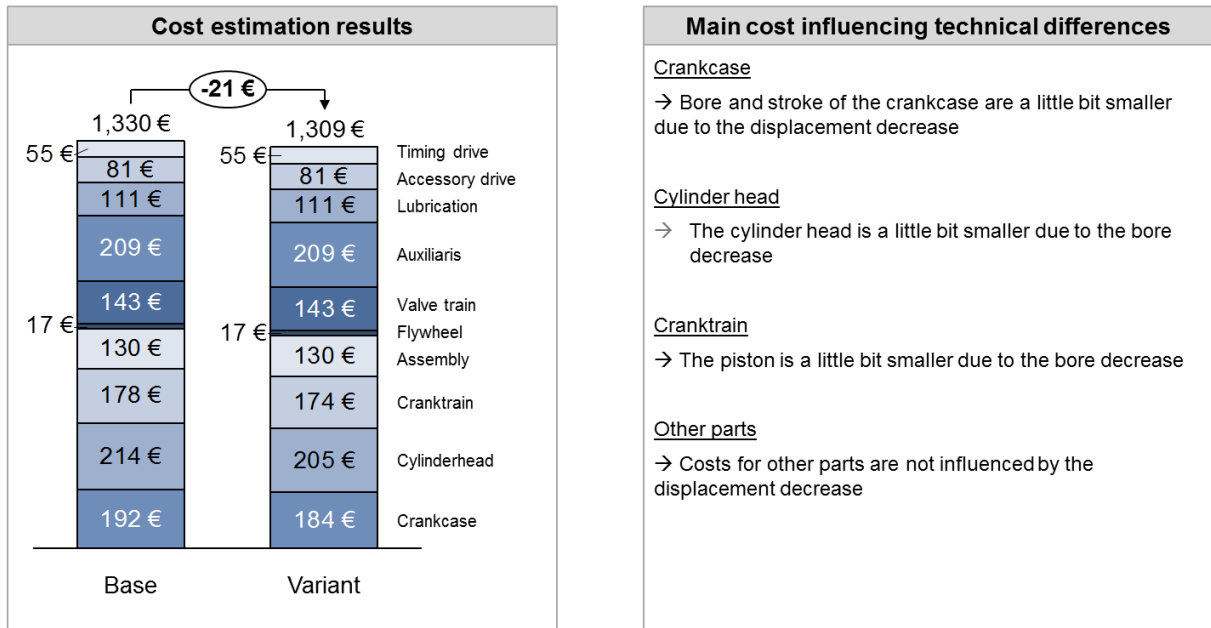 Cost estimation results
-21 €
1,330 €
1,309 €
55 €
55 €
Timing drive
81 €
81 €
Accessory drive
111 €
111 €
Lubrication
209 €
209 €
Auxiliaris
143 €
143 €
Valve train
17 €
17 €
Flywheel
130 €
130 €
Assembly
178 €
174 €
Cranktrain
214 €
205 €
Cylinderhead
192 €
184 €
Crankcase
Base
Variant
Main cost influencing technical differences
Crankcase
→ Bore and stroke of the crankcase are a little bit smaller
due to the displacement decrease
Cylinder head
→ The cylinder head is a little bit smaller due to the bore
decrease
Cranktrain
→ The piston is a little bit smaller due to the bore decrease
Other parts
→ Costs for other parts are not influenced by the
displacement decrease